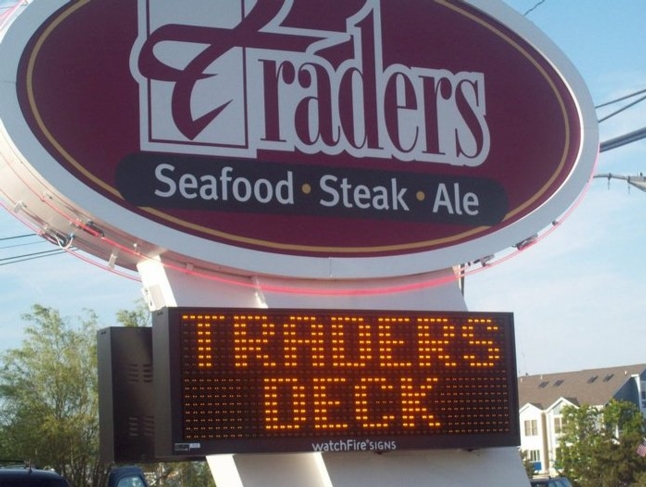 Traders
Seafood • Steak • Ale
TRADERS
DECK
watchFire® SIGNS